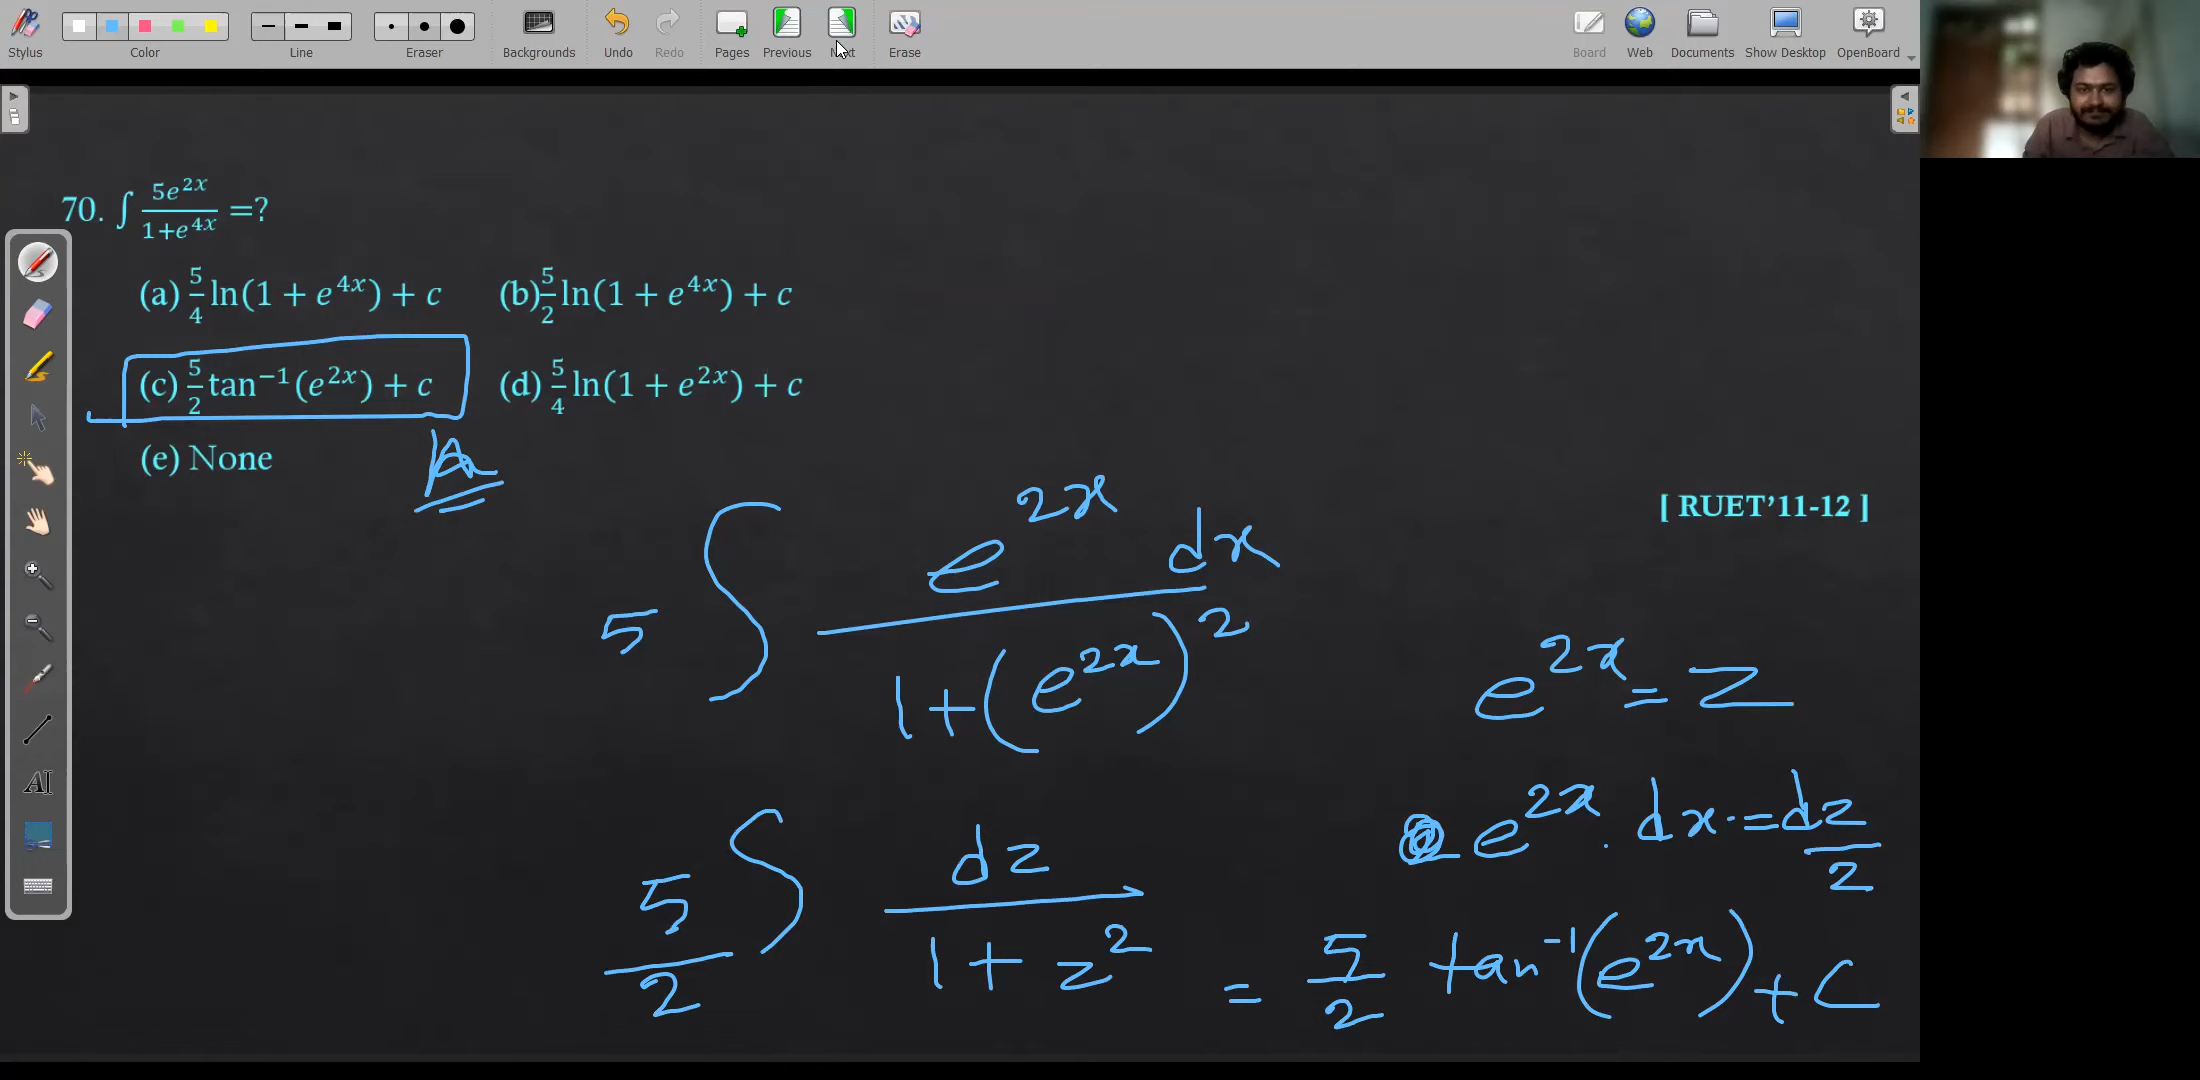 Stylus Color Line Eraser Backgrounds Undo Redo Pages Previous Next Erase Board Web Documents Show Desktop OpenBoard
70. ∫ 5e^{2x}/(1+e^{4x}) =?
(a) 5/4 ln(1 + e^{4x}) + c (b) 5/2 ln(1 + e^{4x}) + c
(c) 5/2 tan⁻¹(e^{2x}) + c (d) 5/4 ln(1 + e^{2x}) + c
(e) None
[ RUET’11-12 ]
5 ∫ e^{2x} dx / (1+(e^{2x})^2)
e^{2x} = z
e^{2x}. dx = dz/2
5/2 ∫ dz/(1+z^2) = 5/2 tan⁻¹(e^{2x}) + C
AI